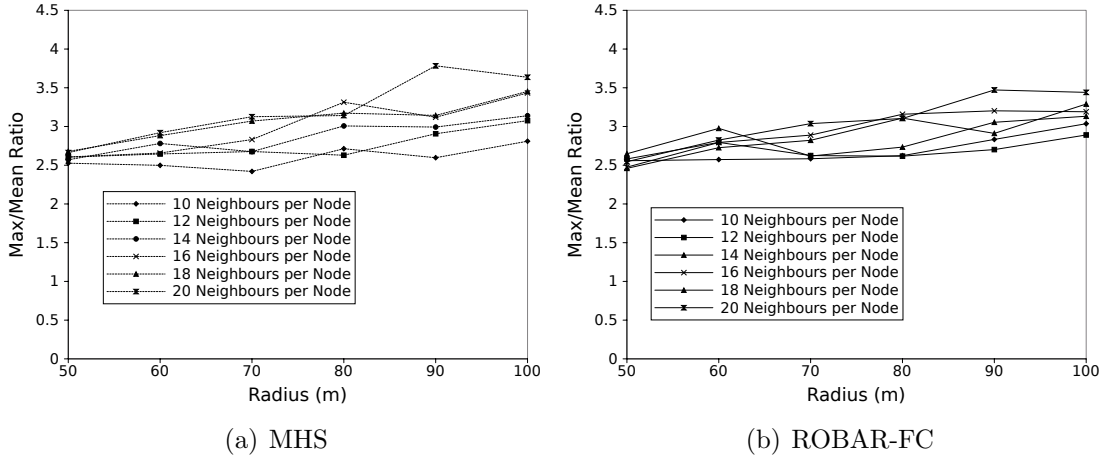 4.5
4
3.5
3
2.5
2
1.5
1
0.5
0
Max/Mean Ratio
10 Neighbours per Node
12 Neighbours per Node
14 Neighbours per Node
16 Neighbours per Node
18 Neighbours per Node
20 Neighbours per Node
50 60 70 80 90 100
Radius (m)
(a) MHS
4.5
4
3.5
3
2.5
2
1.5
1
0.5
0
Max/Mean Ratio
10 Neighbours per Node
12 Neighbours per Node
14 Neighbours per Node
16 Neighbours per Node
18 Neighbours per Node
20 Neighbours per Node
50 60 70 80 90 100
Radius (m)
(b) ROBAR-FC